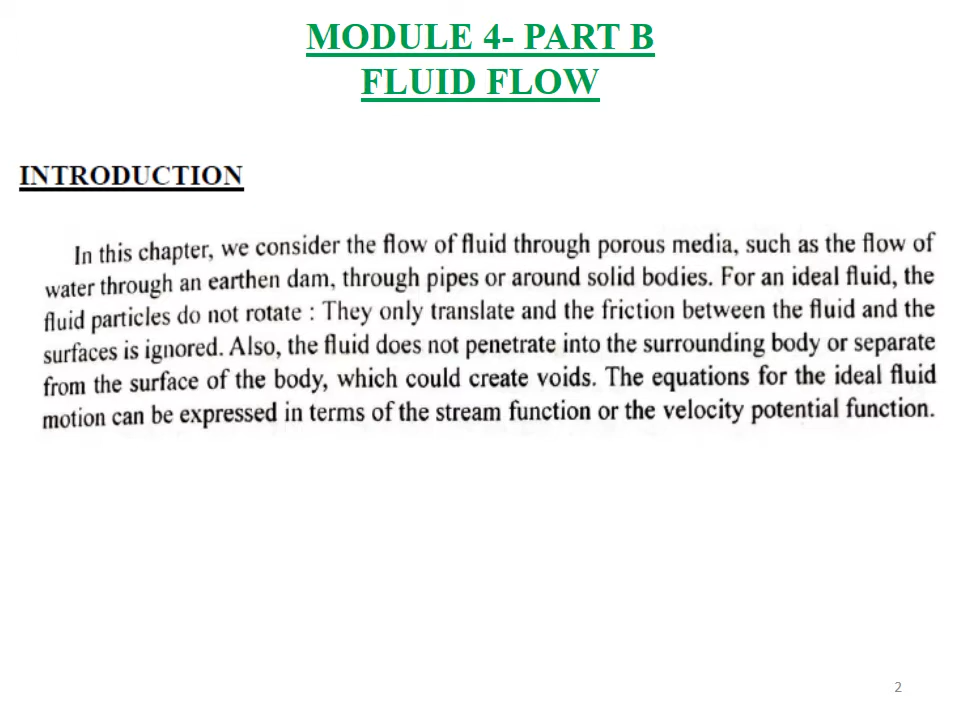 MODULE 4- PART B
FLUID FLOW
INTRODUCTION
In this chapter, we consider the flow of fluid through porous media, such as the flow of
water through an earthen dam, through pipes or around solid bodies. For an ideal fluid, the
fluid particles do not rotate : They only translate and the friction between the fluid and the
surfaces is ignored. Also, the fluid does not penetrate into the surrounding body or separate
from the surface of the body, which could create voids. The equations for the ideal fluid
motion can be expressed in terms of the stream function or the velocity potential function.
2